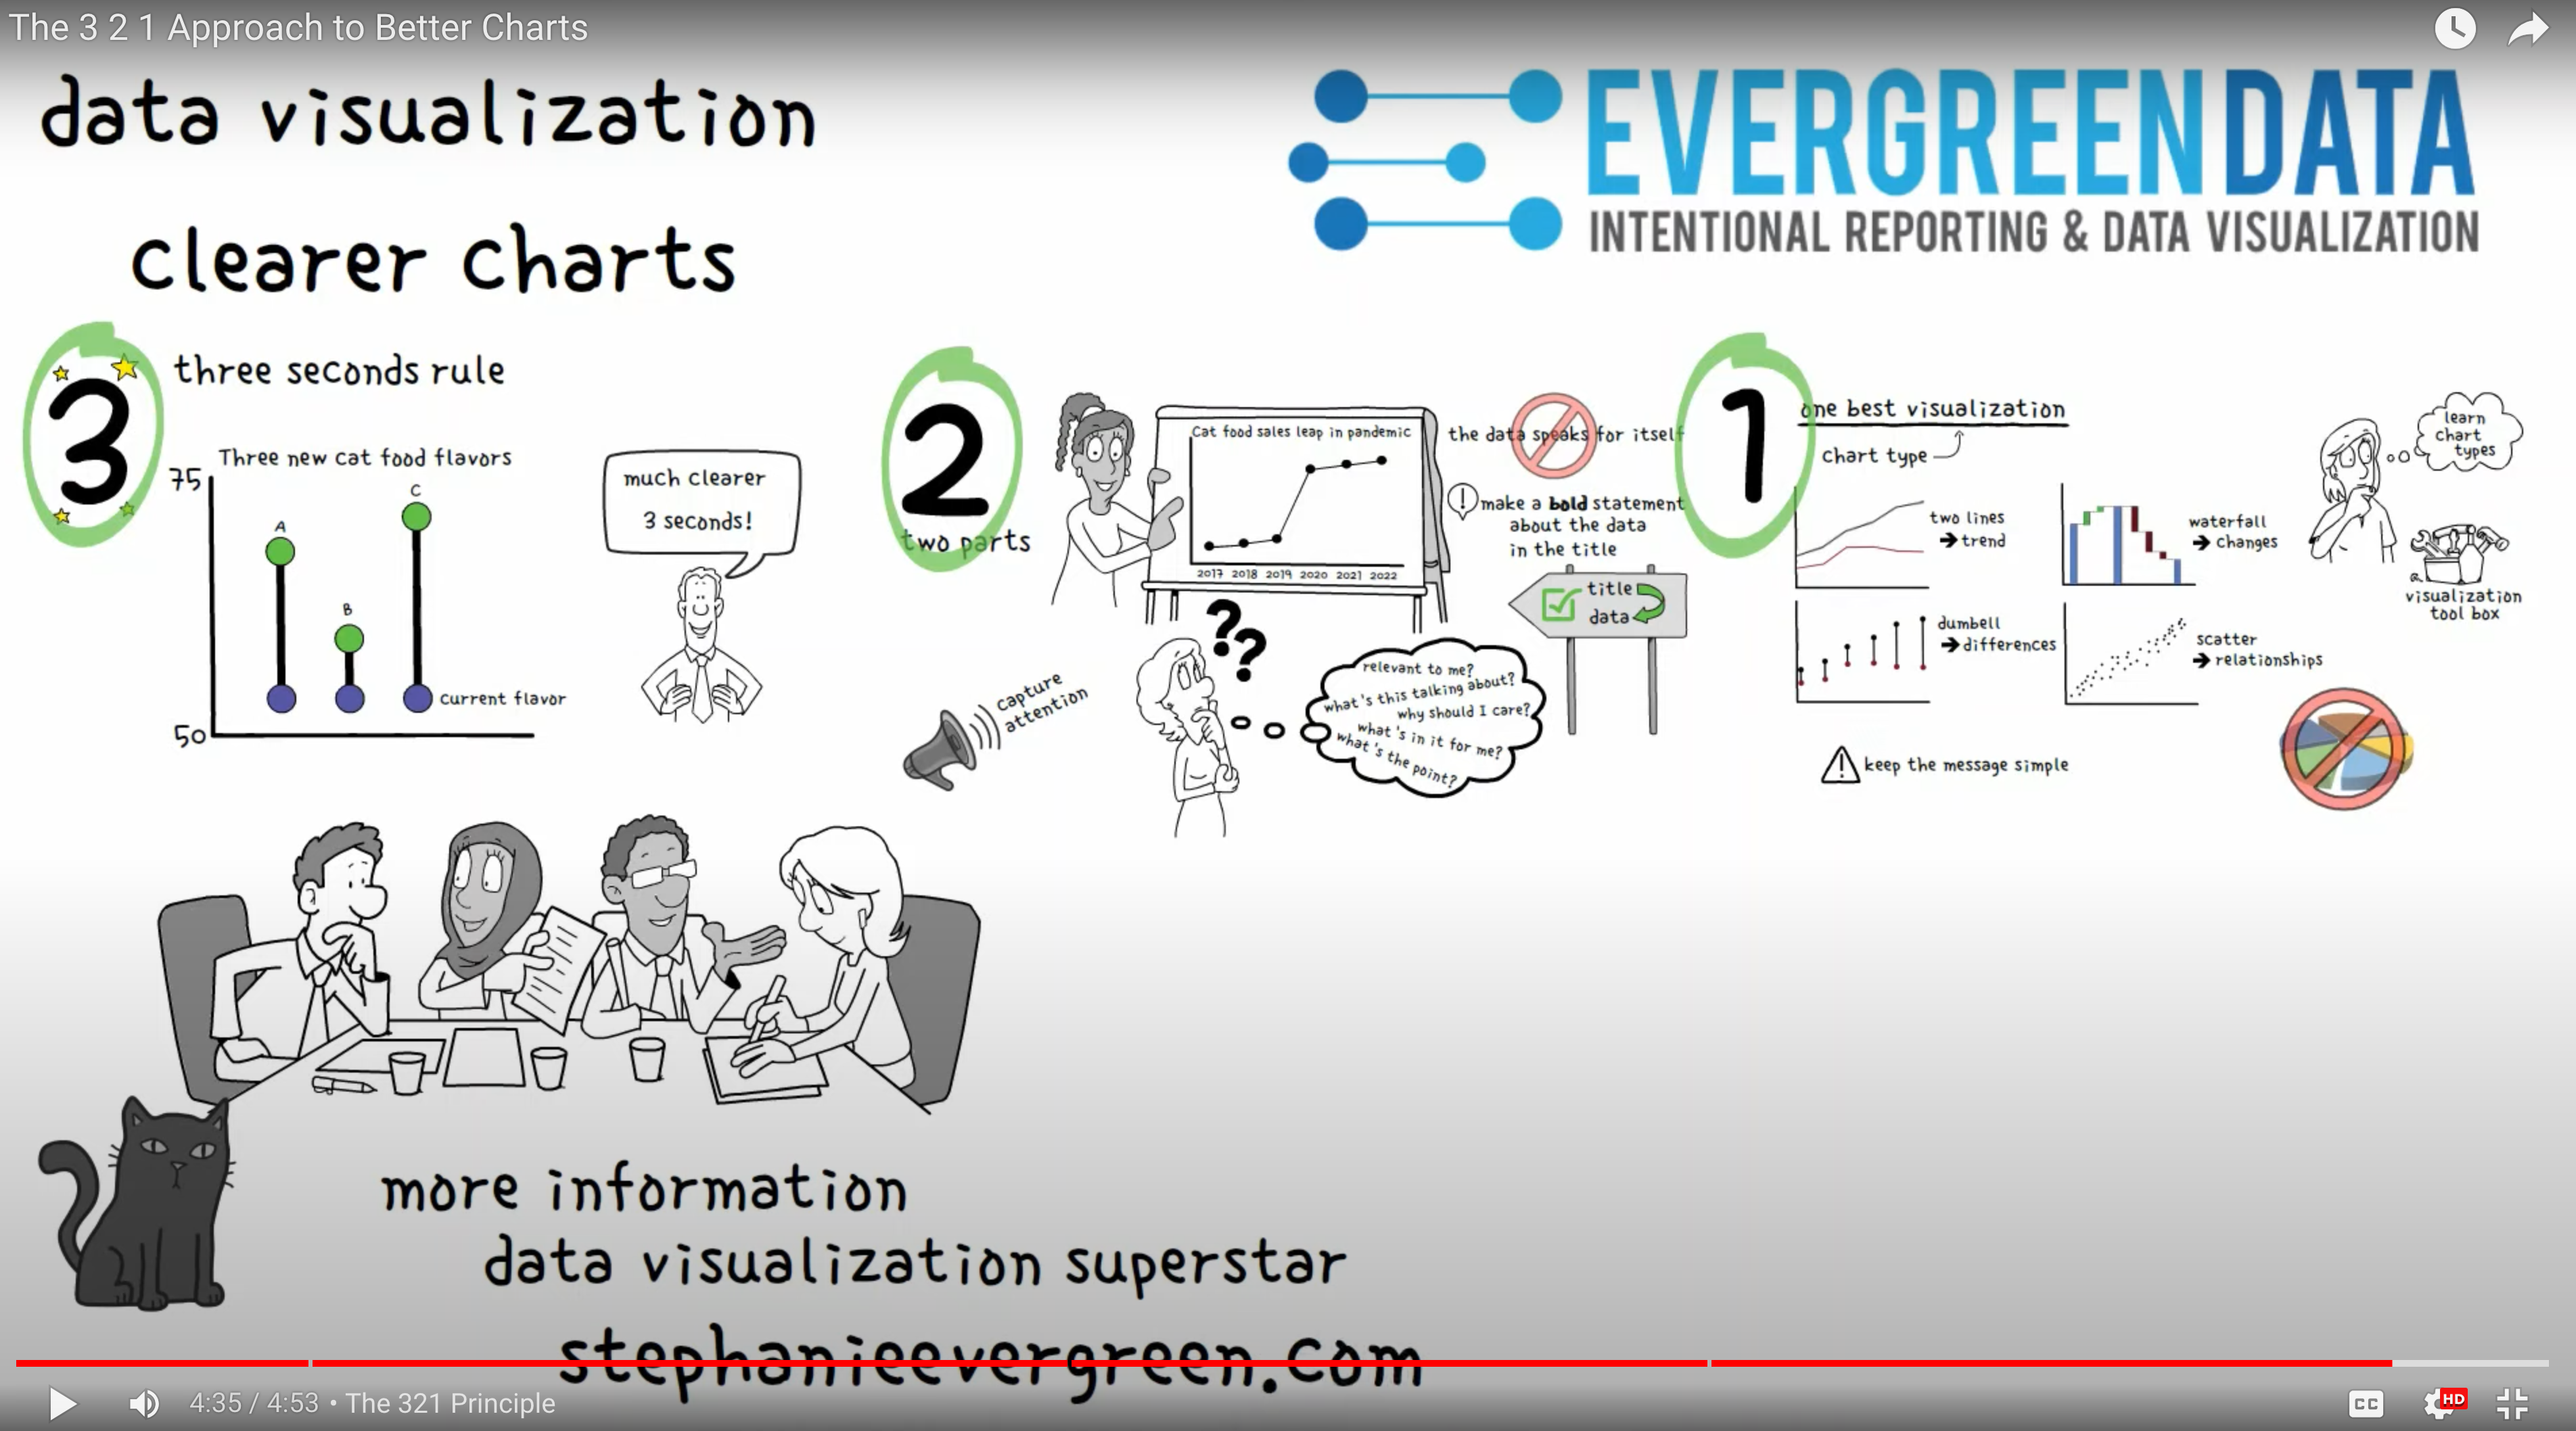 The 3 2 1 Approach to Better Charts
data visualization
clearer charts
EVERGREENDATA
INTENTIONAL REPORTING & DATA VISUALIZATION
3
three seconds rule
Three new cat food flavors
75
A
B
C
Current flavor
50
much clearer
3 seconds!
2
two parts
Cat food sales leap in pandemic
2017 2018 2019 2020 2021 2022
the data speaks for itself
! make a bold statement
about the data
in the title
title
data
capture
attention
??
relevant to me?
what's this talking about?
why should I care?
what's in it for me?
what's the point?
1
one best visualization
chart type
two lines
→ trend
waterfall
→ changes
dumbell
→ differences
scatter
→ relationships
learn
chart
types
visualization
tool box
! keep the message simple
more information
data visualization superstar
stephanieevergreen.com
4:35 / 4:53 • The 321 Principle
CC
HD